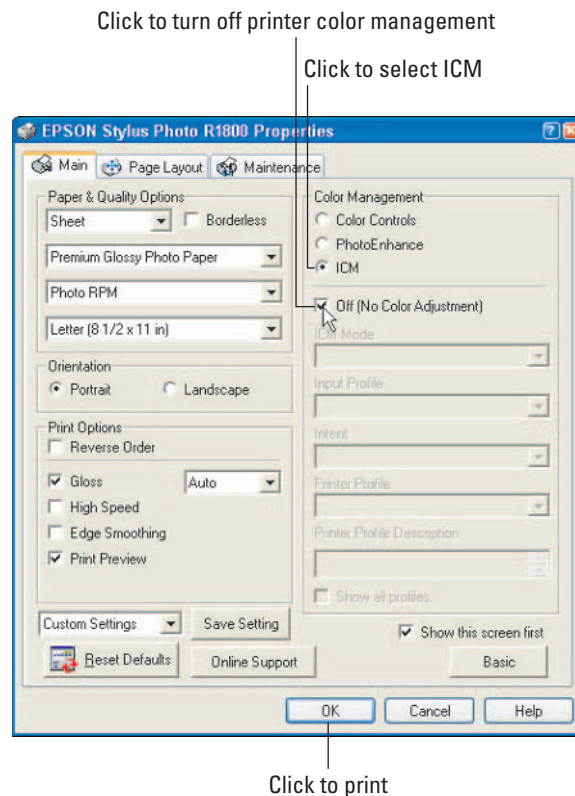 Click to turn off printer color management
Click to select ICM
EPSON Stylus Photo R1800 Properties
Main
Page Layout
Maintenance
Paper & Quality Options
Sheet
Borderless
Premium Glossy Photo Paper
Photo RPM
Letter (8 1/2 x 11 in)
Orientation
Portrait
Landscape
Print Options
Reverse Order
Gloss
Auto
High Speed
Edge Smoothing
Print Preview
Color Management
Color Controls
PhotoEnhance
ICM
Off (No Color Adjustment)
ICM Mode
Input Profile
Intent
Printer Profile
Printer Profile Description
Show all profiles.
Custom Settings
Save Setting
Show this screen first
Reset Defaults
Online Support
Basic
OK
Cancel
Help
Click to print